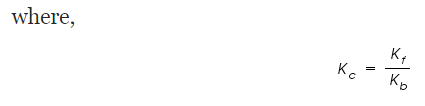 where,
K_c = K_f / K_b